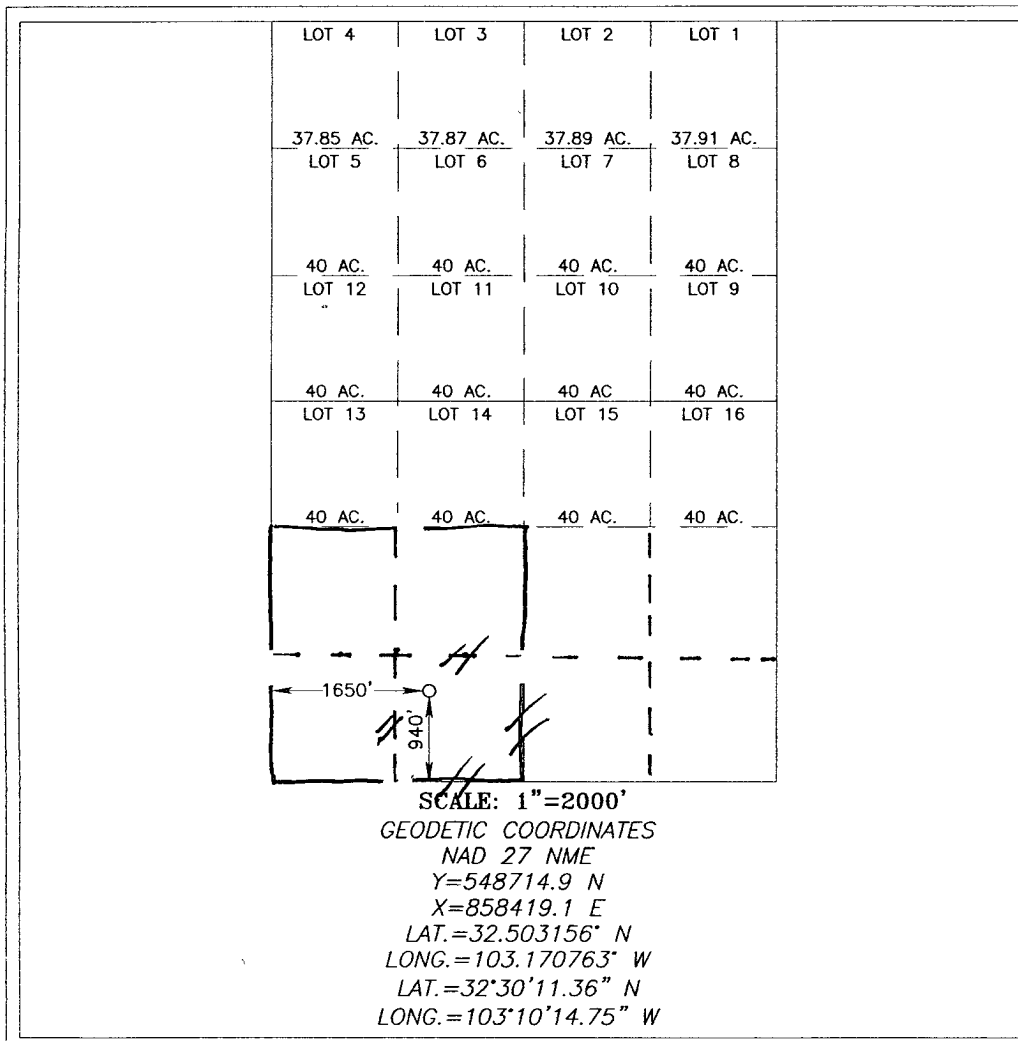 LOT 4 LOT 3 LOT 2 LOT 1
37.85 AC. 37.87 AC. 37.89 AC. 37.91 AC.
LOT 5 LOT 6 LOT 7 LOT 8
40 AC. 40 AC. 40 AC. 40 AC.
LOT 12 LOT 11 LOT 10 LOT 9
40 AC. 40 AC. 40 AC 40 AC.
LOT 13 LOT 14 LOT 15 LOT 16
40 AC. 40 AC. 40 AC. 40 AC.
1650'
940'
SCALE: 1"=2000'
GEODETIC COORDINATES
NAD 27 NME
Y=548714.9 N
X=858419.1 E
LAT.=32.503156° N
LONG.=103.170763° W
LAT.=32°30'11.36" N
LONG.=103°10'14.75" W